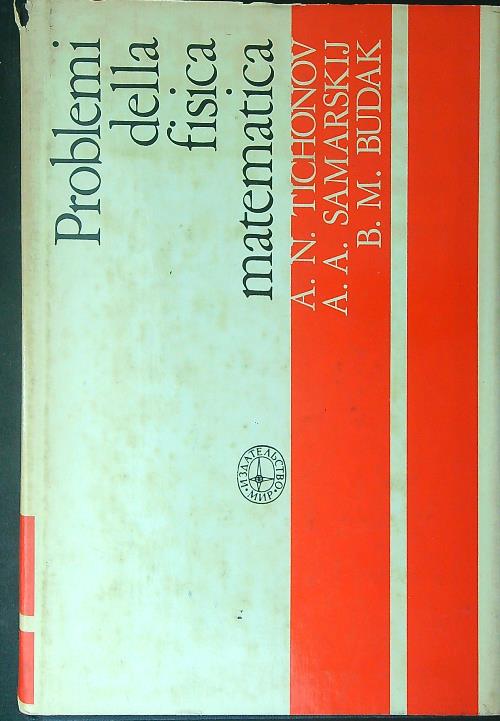 Problemi
della
fisica
matematica
A. N. TICHONOV
A. A. SAMARSKIJ
B. M. BUDAK
ИЗДАТЕЛЬСТВО
МИР